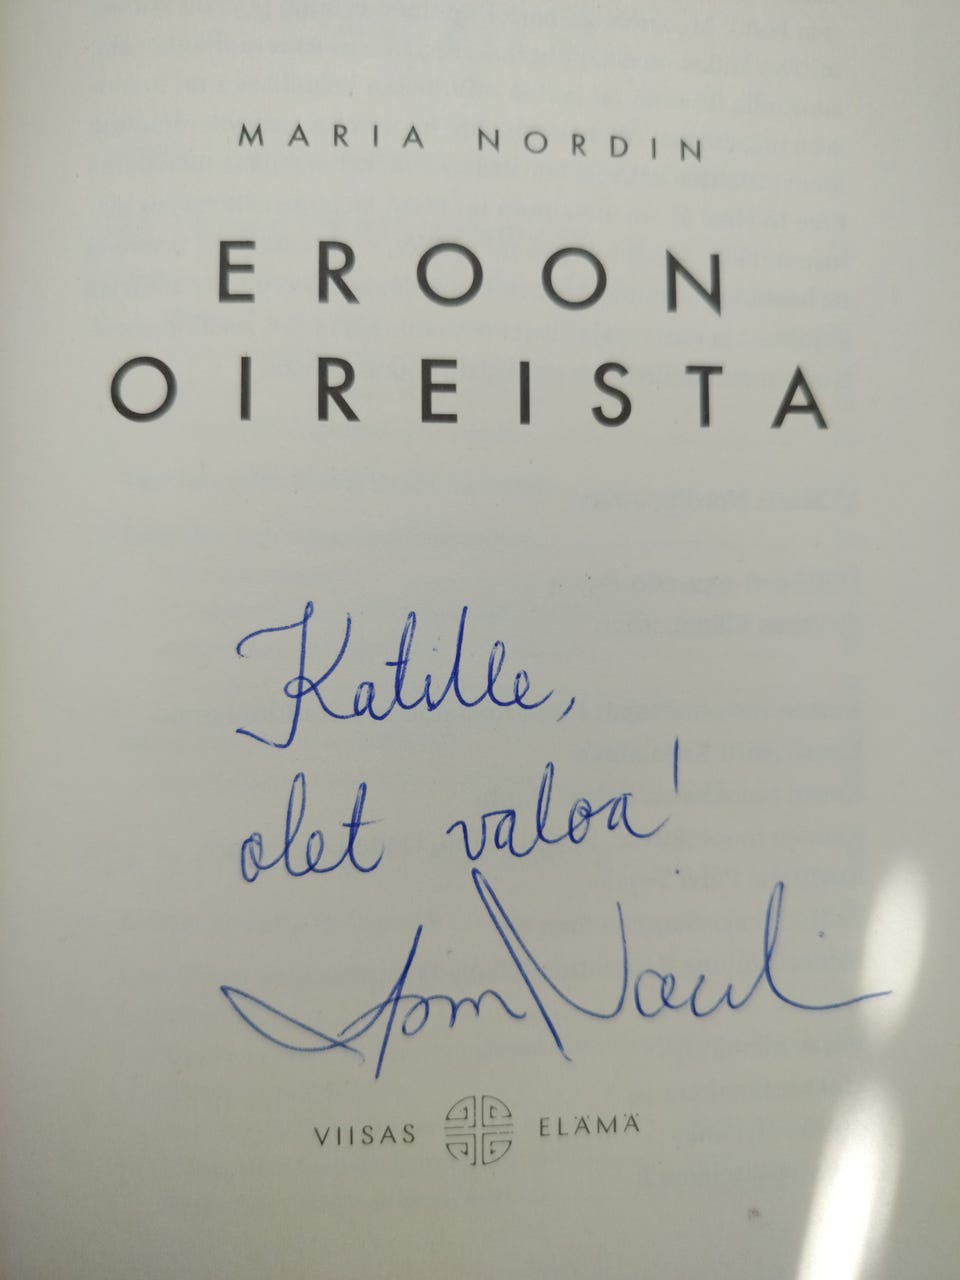 MARIA NORDIN
EROON
OIREISTA
Katille,
olet valoa!
VIISAS ELÄMÄ